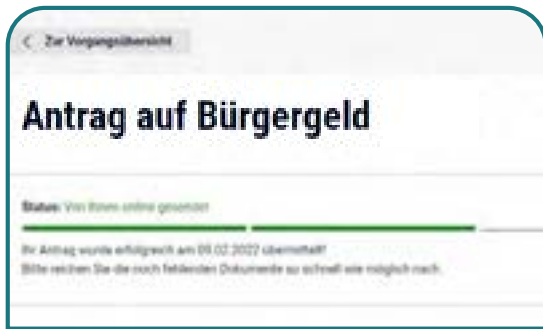 Zur Vorgangsübersicht
Antrag auf Bürgergeld
Status: Von Ihnen online gesendet
Ihr Antrag wurde erfolgreich am 09.02.2022 übermittelt!
Bitte reichen Sie die noch fehlenden Dokumente so schnell wie möglich nach.